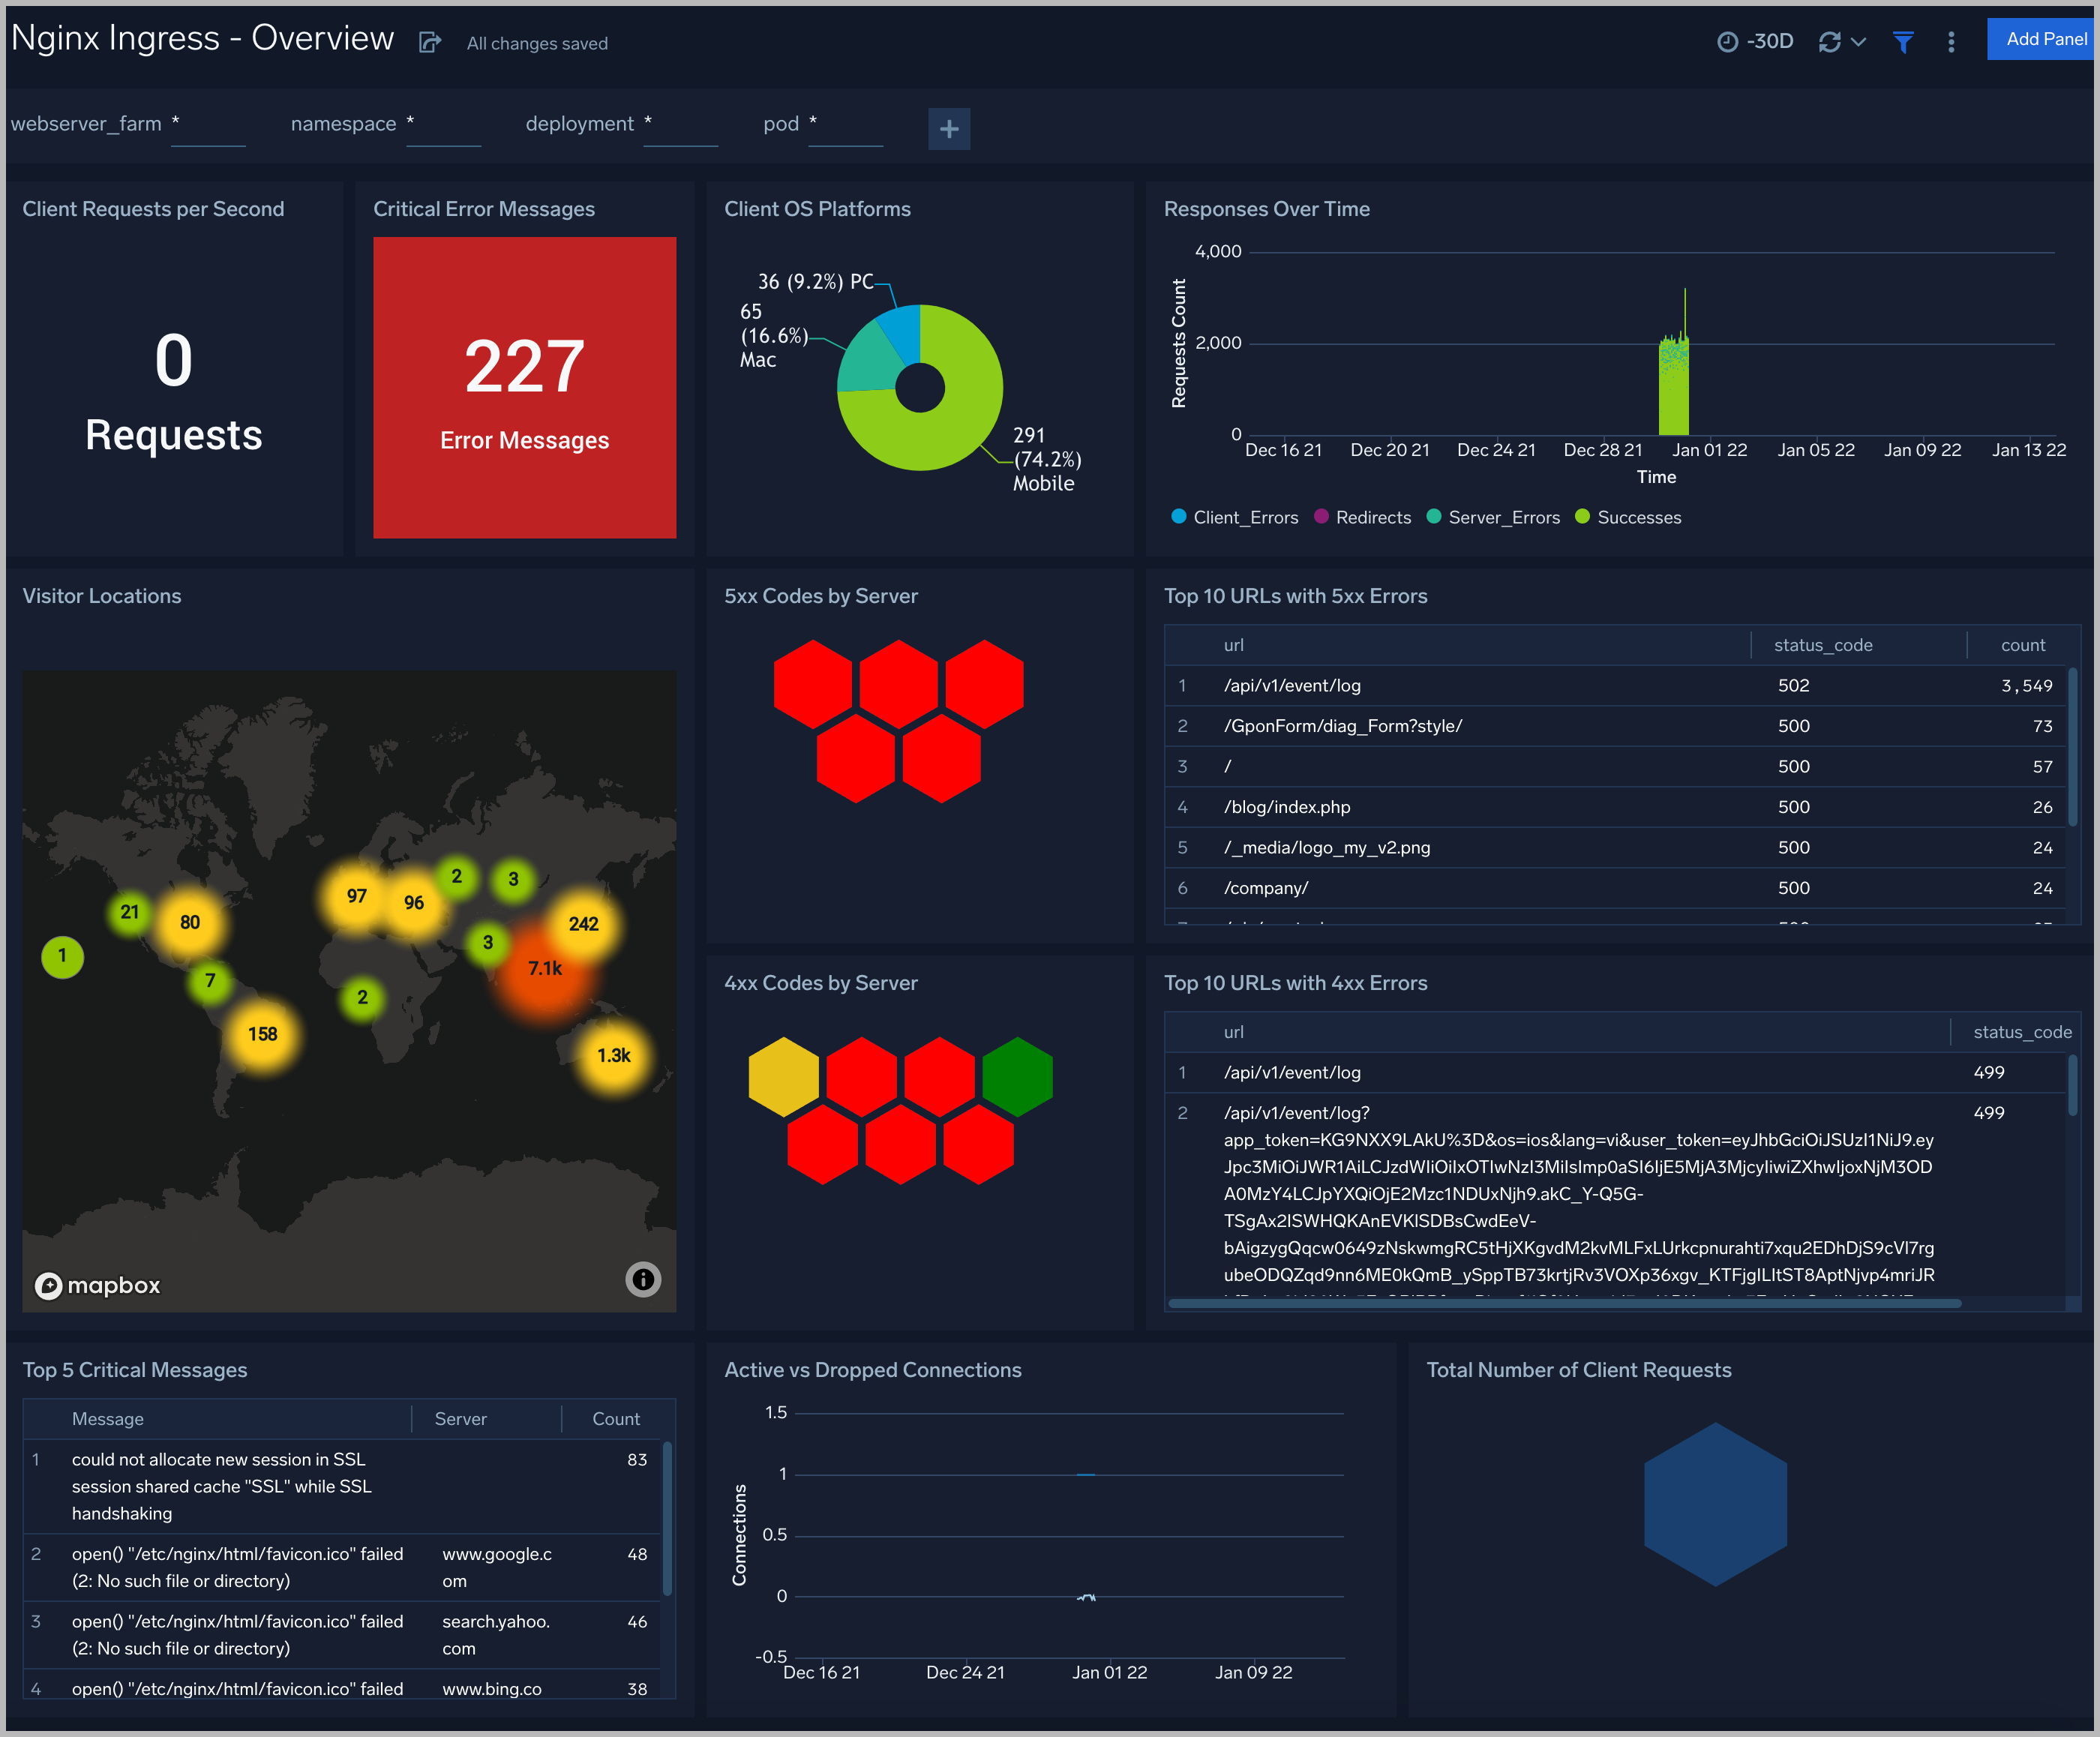 Nginx Ingress - Overview
All changes saved
-30D
Add Panel
webserver_farm *
namespace *
deployment *
pod *
Client Requests per Second
0
Requests
Critical Error Messages
227
Error Messages
Client OS Platforms
36 (9.2%) PC
65
(16.6%)
Mac
291
(74.2%)
Mobile
Responses Over Time
Requests Count
4,000
2,000
0
Dec 16 21 Dec 20 21 Dec 24 21 Dec 28 21 Jan 01 22 Jan 05 22 Jan 09 22 Jan 13 22
Time
Client_Errors Redirects Server_Errors Successes
Visitor Locations
2
3
97
96
21
80
242
3
1
7.1k
7
2
158
1.3k
mapbox
5xx Codes by Server
Top 10 URLs with 5xx Errors
url status_code count
1 /api/v1/event/log 502 3,549
2 /GponForm/diag_Form?style/ 500 73
3 / 500 57
4 /blog/index.php 500 26
5 /_media/logo_my_v2.png 500 24
6 /company/ 500 24
4xx Codes by Server
Top 10 URLs with 4xx Errors
url status_code
1 /api/v1/event/log 499
2 /api/v1/event/log? 499
app_token=KG9NXX9LAkU%3D&os=ios&lang=vi&user_token=eyJhbGciOiJSUzI1NiJ9.ey
Jpc3MiOiJWR1AiLCJzdWIiOiIxOTIwNzI3MiIsImp0aSI6IjE5MjA3MjcyIiwiZXhwIjoxNjM3OD
A0MzY4LCJpYXQiOjE2Mzc1NDUxNjh9.akC_Y-Q5G-
TSgAx2lSWHQKAnEVKlSDBsCwdEeV-
bAigzygQqcw0649zNskwmgRC5tHjXKgvdM2kvMLFxLUrkcpnurahti7xqu2EDhDjS9cVl7rg
ubeODQZqd9nn6ME0kQmB_ySppTB73krtjRv3VOXp36xgv_KTFjglLItST8AptNjvp4mriJR
Top 5 Critical Messages
Message Server Count
1 could not allocate new session in SSL 83
session shared cache "SSL" while SSL
handshaking
2 open() "/etc/nginx/html/favicon.ico" failed www.google.c 48
(2: No such file or directory) om
3 open() "/etc/nginx/html/favicon.ico" failed search.yahoo. 46
(2: No such file or directory) com
4 open() "/etc/nginx/html/favicon.ico" failed www.bing.co 38
Active vs Dropped Connections
Connections
1.5
1
0.5
0
-0.5
Dec 16 21 Dec 24 21 Jan 01 22 Jan 09 22
Total Number of Client Requests